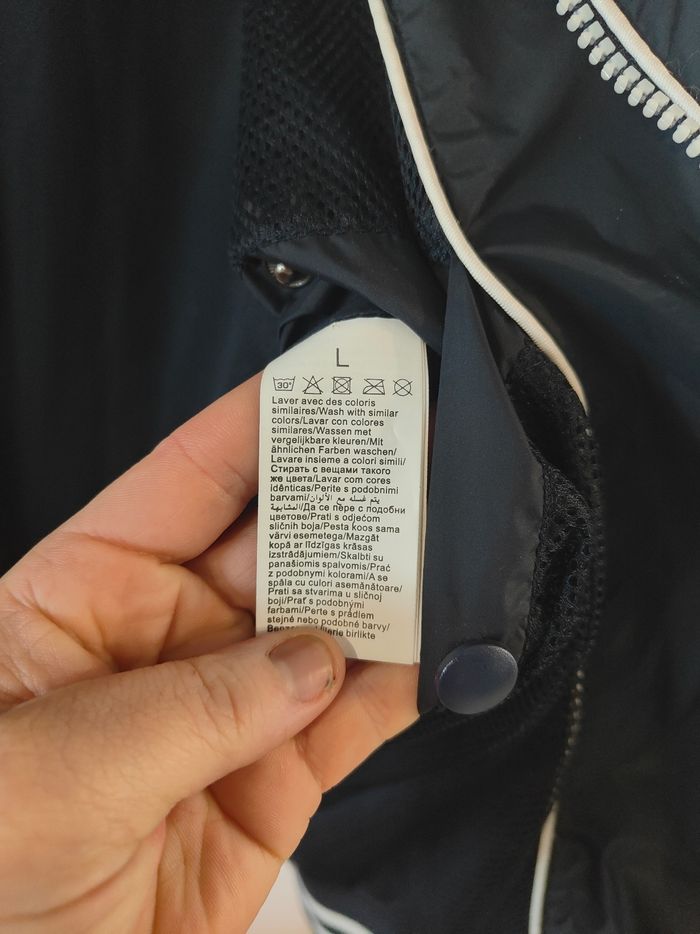 L
30°
Laver avec des coloris
similaires/Wash with similar
colors/Lavar con colores
similares/Wassen met
vergelijkbare kleuren/Mit
ähnlichen Farben waschen/
Lavare insieme a colori simili/
Стирать с вещами такого
же цвета/Lavar com cores
idênticas/Perite s podobnimi
barvami/يتم غسله مع الألوان
المشابهة/Да се пере с подобни
цветове/Prati s odjećom
sličnih boja/Pesta koos sama
värvi esemetega/Mazgāt
kopā ar līdzīgas krāsas
izstrādājumiem/Skalbti su
panašiomis spalvomis/Prać
z podobnymi kolorami/A se
spăla cu culori asemănătoare/
Prati sa stvarima u sličnoj
boji/Prať s podobnými
farbami/Perte s prádlem
stejné nebo podobné barvy/
birlikte